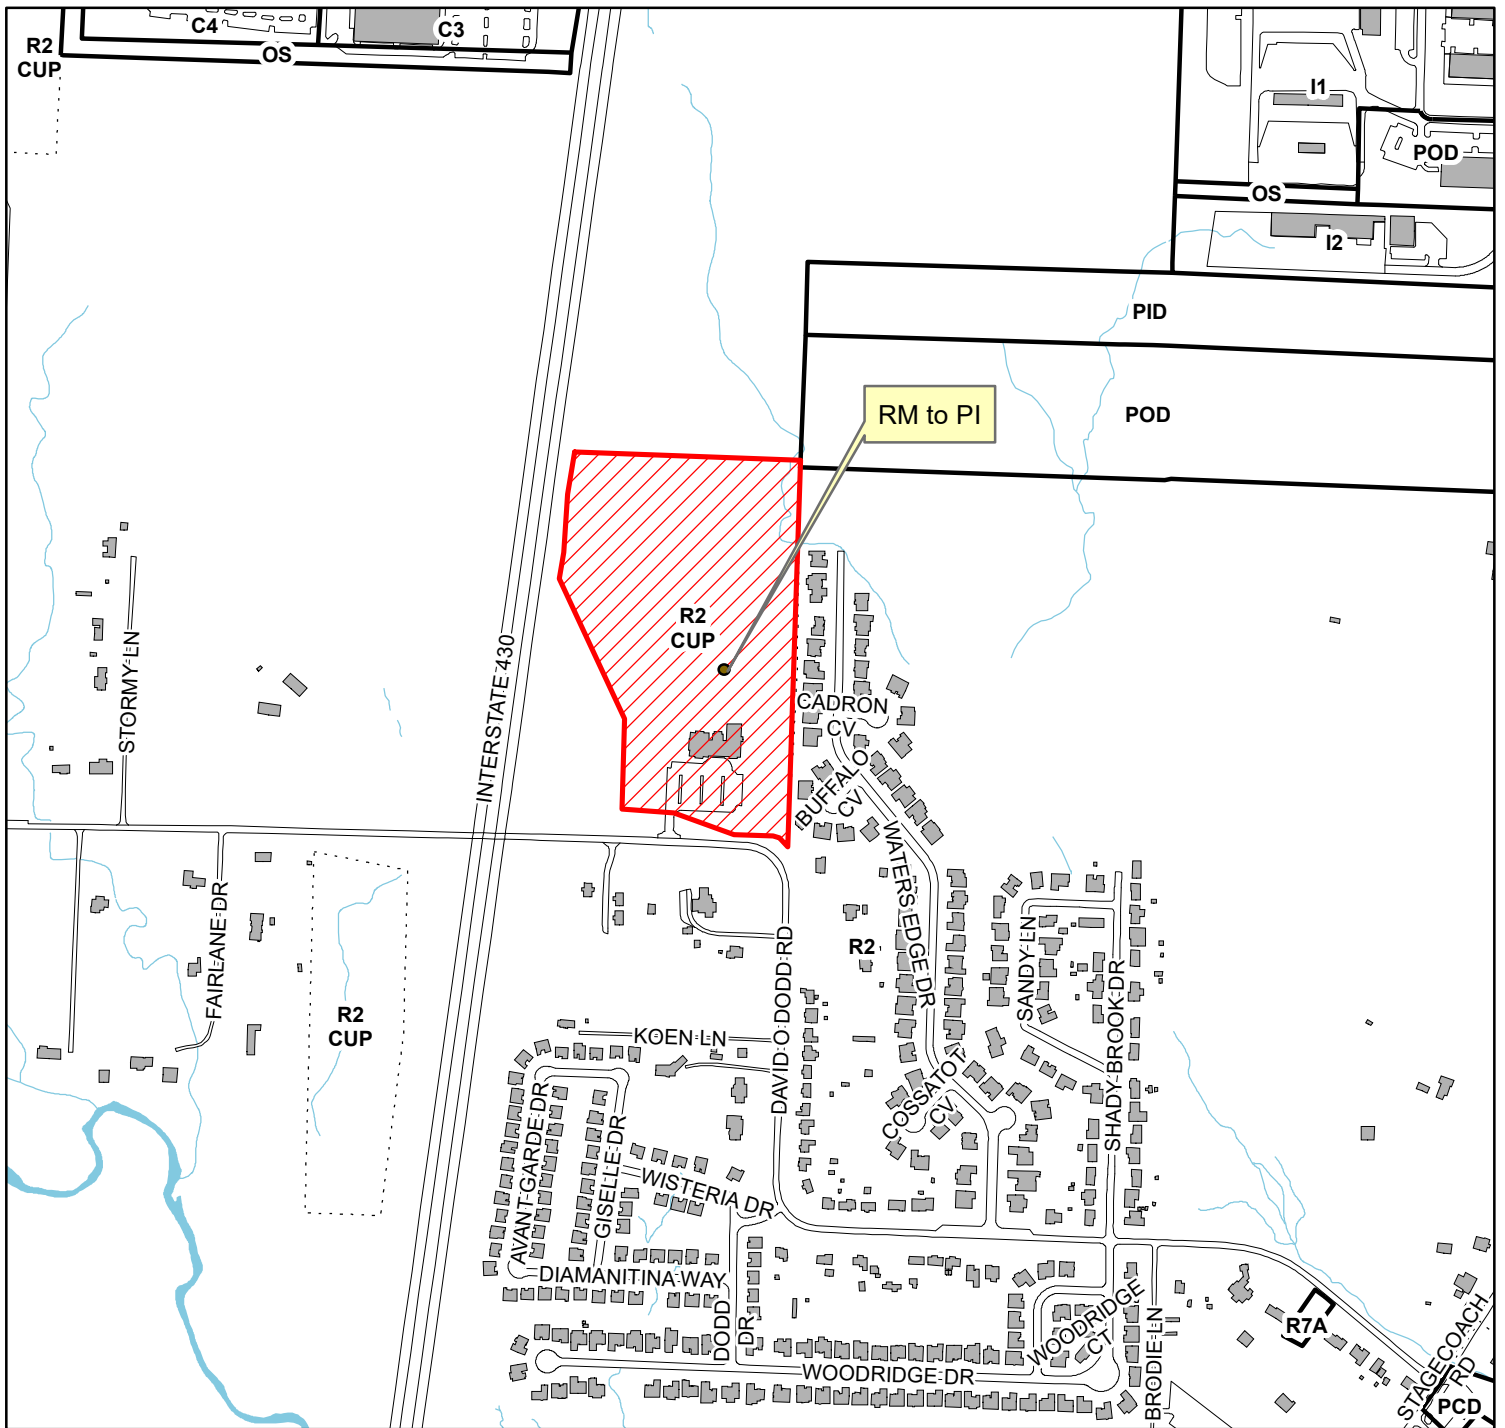 C4
C3
R2
CUP
OS
I1
POD
OS
I2
PID
RM to PI
POD
R2
CUP
STORMY LN
INTERSTATE 430
CADRON
CV
BUFFALO
CV
WATERS EDGE DR
FAIRLANE DR
R2
CUP
DAVID O DODD RD
R2
SANDY LN
SHADY BROOK DR
KOEN LN
COSSATOT
CV
AVANT GARDE DR
GISELLE DR
WISTERIA DR
DIAMANITINA WAY
DODD
DR
WOODRIDGE
CT
WOODRIDGE DR
BRODIE LN
R7A
STAGECOACH
RD
PCD